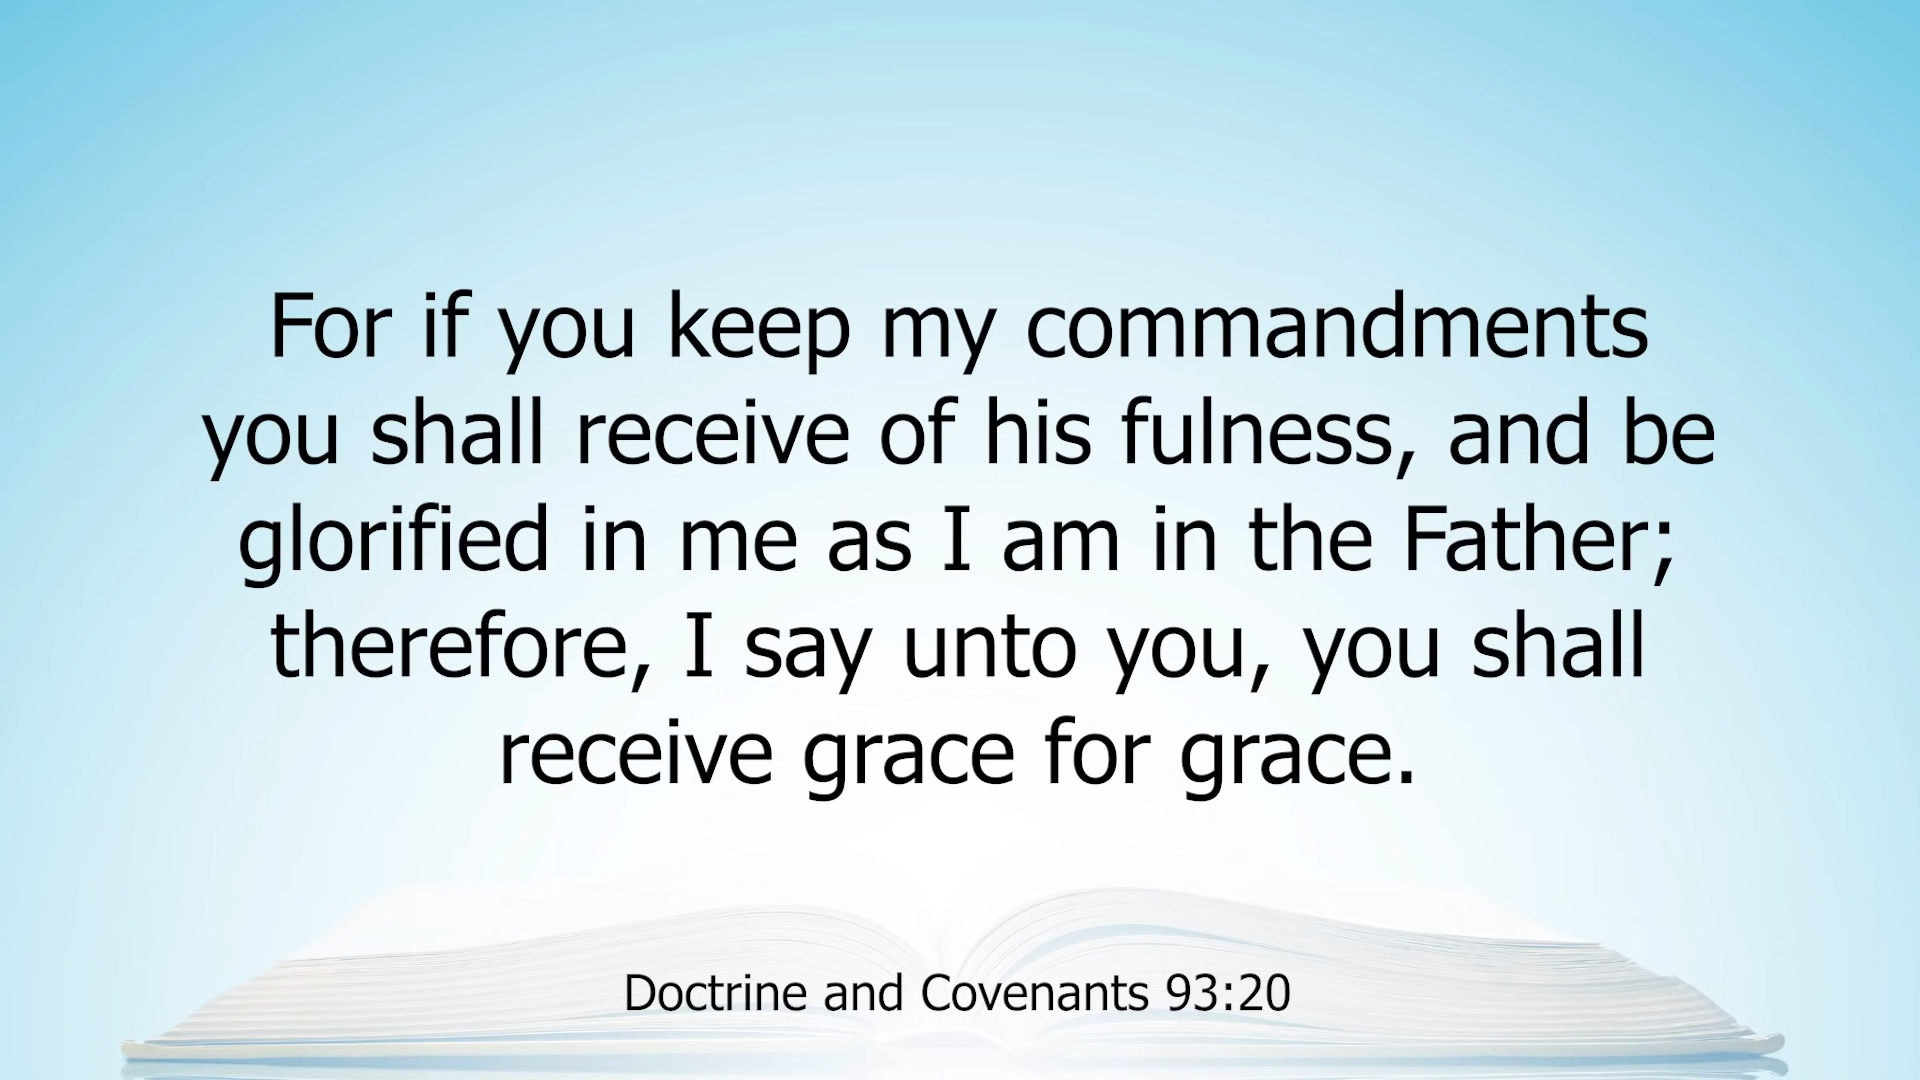 For if you keep my commandments
you shall receive of his fulness, and be
glorified in me as I am in the Father;
therefore, I say unto you, you shall
receive grace for grace.
Doctrine and Covenants 93:20